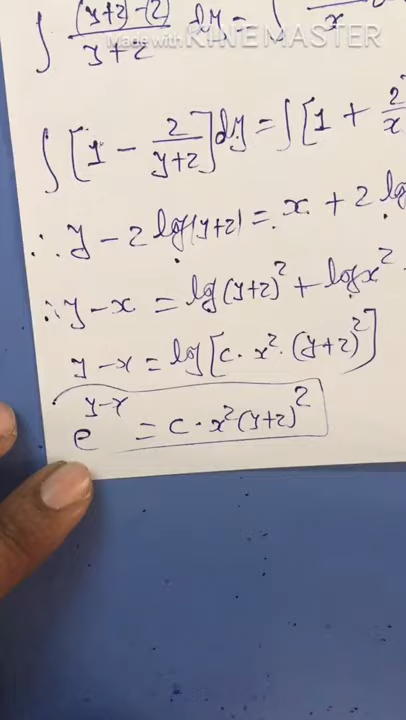 ∫ (y+2)-(2) / y+2 dy = ∫ / x
Made with KINEMASTER
∫ [1 - 2/y+2] dy = ∫ [1 + 2/x
∴ y - 2 log(y+2) = x + 2 log
∴ y-x = log(y+2)² + log x²
y-x = log[c·x²·(y+2)²]
e^(y-x) = c·x²(y+2)²